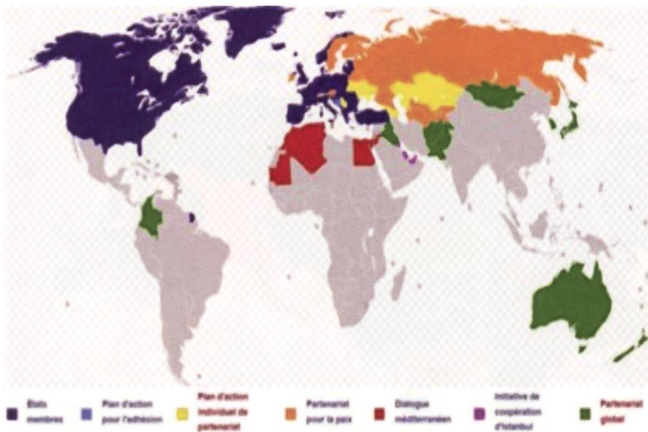 États
membres
Plan d'action
pour l'adhésion
Plan d'action
individuel de
partenariat
Partenariat
pour la paix
Dialogue
méditerranéen
Initiative de
coopération
d'Istanbul
Partenariat
global